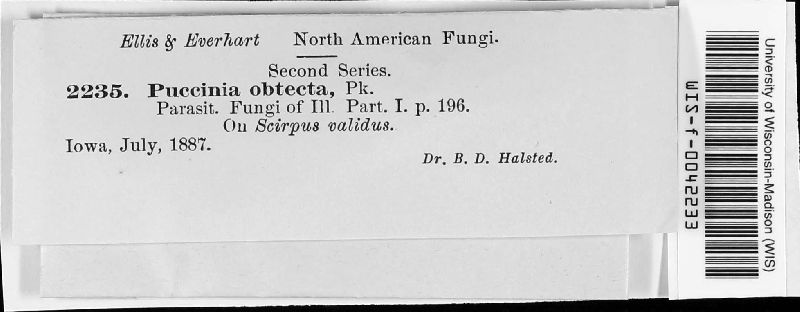 Ellis & Everhart North American Fungi.
Second Series.
2235. Puccinia obtecta, Pk.
Parasit. Fungi of Ill. Part. I. p. 196.
On Scirpus validus.
Iowa, July, 1887.
Dr. B. D. Halsted.
WIS-f-0042233
University of Wisconsin-Madison (WIS)